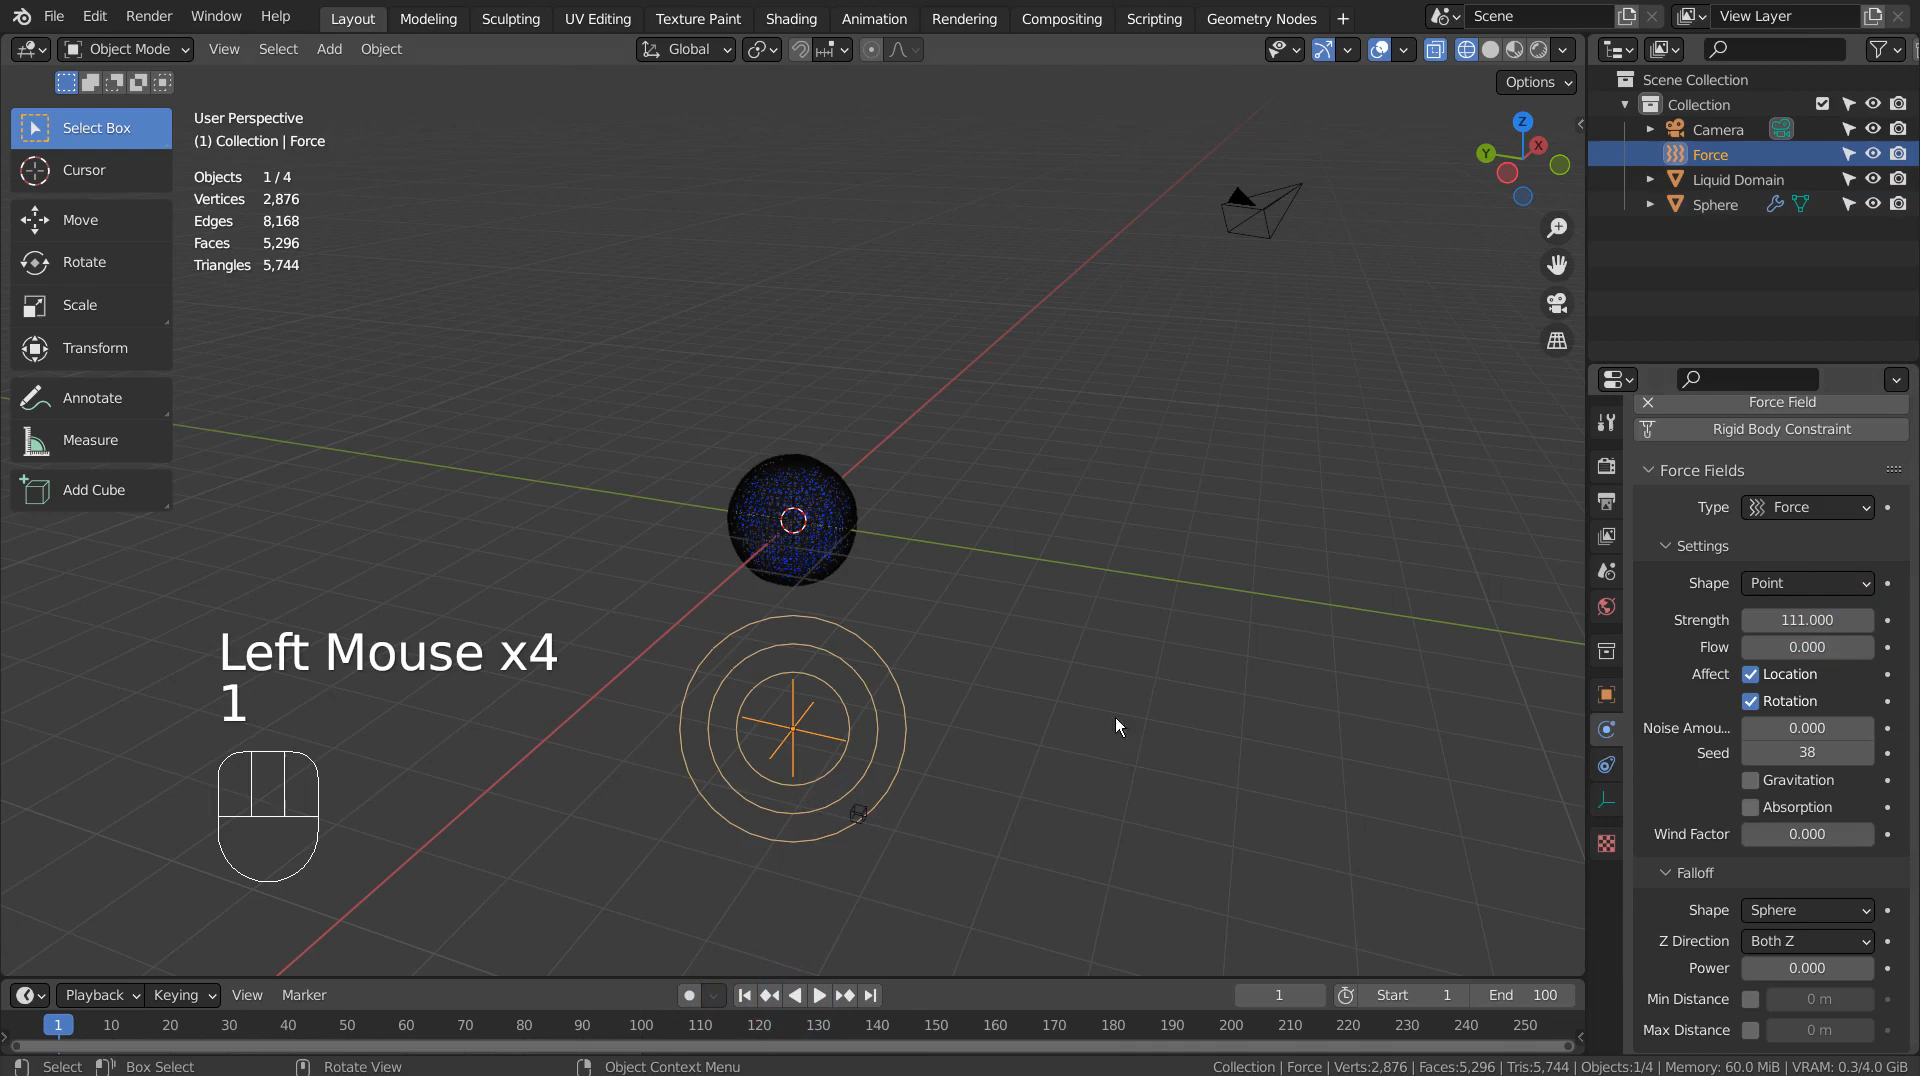 File Edit Render Window Help Layout Modeling Sculpting UV Editing Texture Paint Shading Animation Rendering Compositing Scripting Geometry Nodes + Scene View Layer
Object Mode View Select Add Object Global
Options
Select Box
Cursor
Move
Rotate
Scale
Transform
Annotate
Measure
Add Cube
User Perspective
(1) Collection | Force
Objects 1 / 4
Vertices 2,876
Edges 8,168
Faces 5,296
Triangles 5,744
Z
X
Y
Left Mouse x4
1
Scene Collection
Collection
Camera
Force
Liquid Domain
Sphere
Force Field
Rigid Body Constraint
Force Fields
Type Force
Settings
Shape Point
Strength 111.000
Flow 0.000
Affect Location
Rotation
Noise Amou... 0.000
Seed 38
Gravitation
Absorption
Wind Factor 0.000
Falloff
Shape Sphere
Z Direction Both Z
Power 0.000
Min Distance 0 m
Max Distance 0 m
Playback Keying View Marker 1 Start 1 End 100
1 10 20 30 40 50 60 70 80 90 100 110 120 130 140 150 160 170 180 190 200 210 220 230 240 250
Select Box Select Rotate View Object Context Menu Collection | Force | Verts:2,876 | Faces:5,296 | Tris:5,744 | Objects:1/4 | Memory: 60.0 MiB | VRAM: 0.3/4.0 GiB